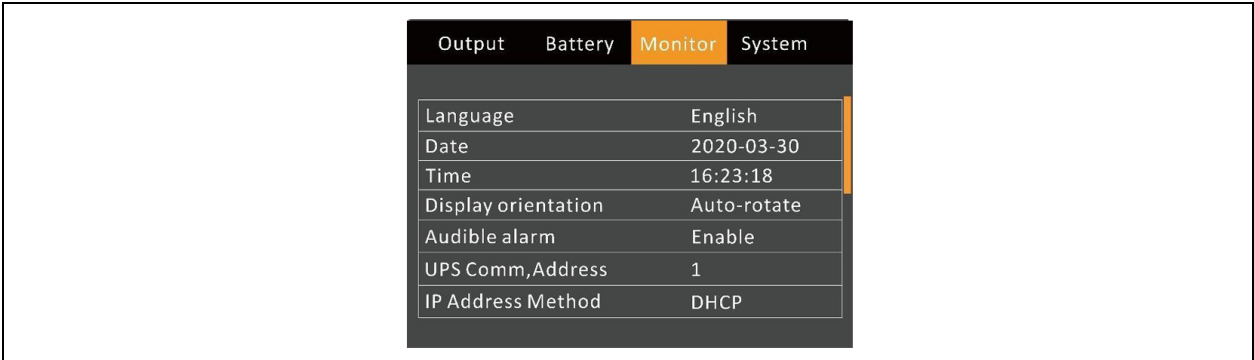 Output Battery Monitor System
Language English
Date 2020-03-30
Time 16:23:18
Display orientation Auto-rotate
Audible alarm Enable
UPS Comm,Address 1
IP Address Method DHCP